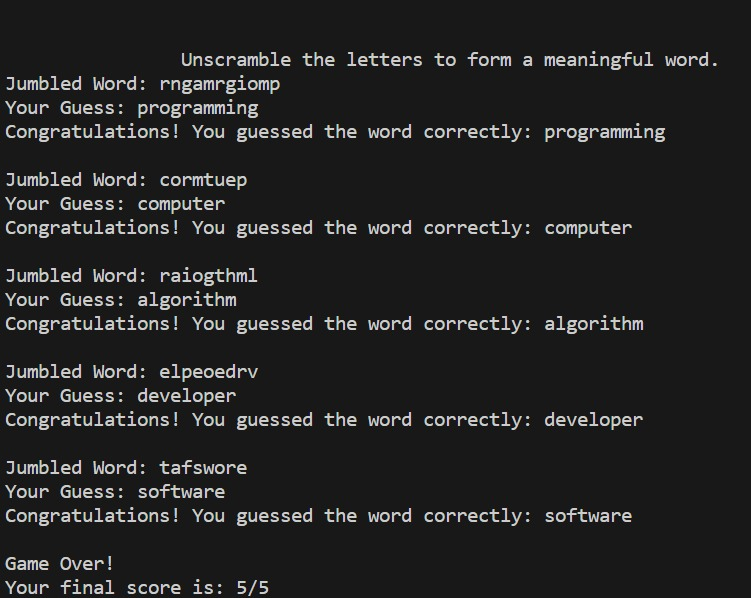 Unscramble the letters to form a meaningful word.
Jumbled Word: rngamrgiomp
Your Guess: programming
Congratulations! You guessed the word correctly: programming
Jumbled Word: cormtuep
Your Guess: computer
Congratulations! You guessed the word correctly: computer
Jumbled Word: raiogthml
Your Guess: algorithm
Congratulations! You guessed the word correctly: algorithm
Jumbled Word: elpeoedrv
Your Guess: developer
Congratulations! You guessed the word correctly: developer
Jumbled Word: tafswore
Your Guess: software
Congratulations! You guessed the word correctly: software
Game Over!
Your final score is: 5/5